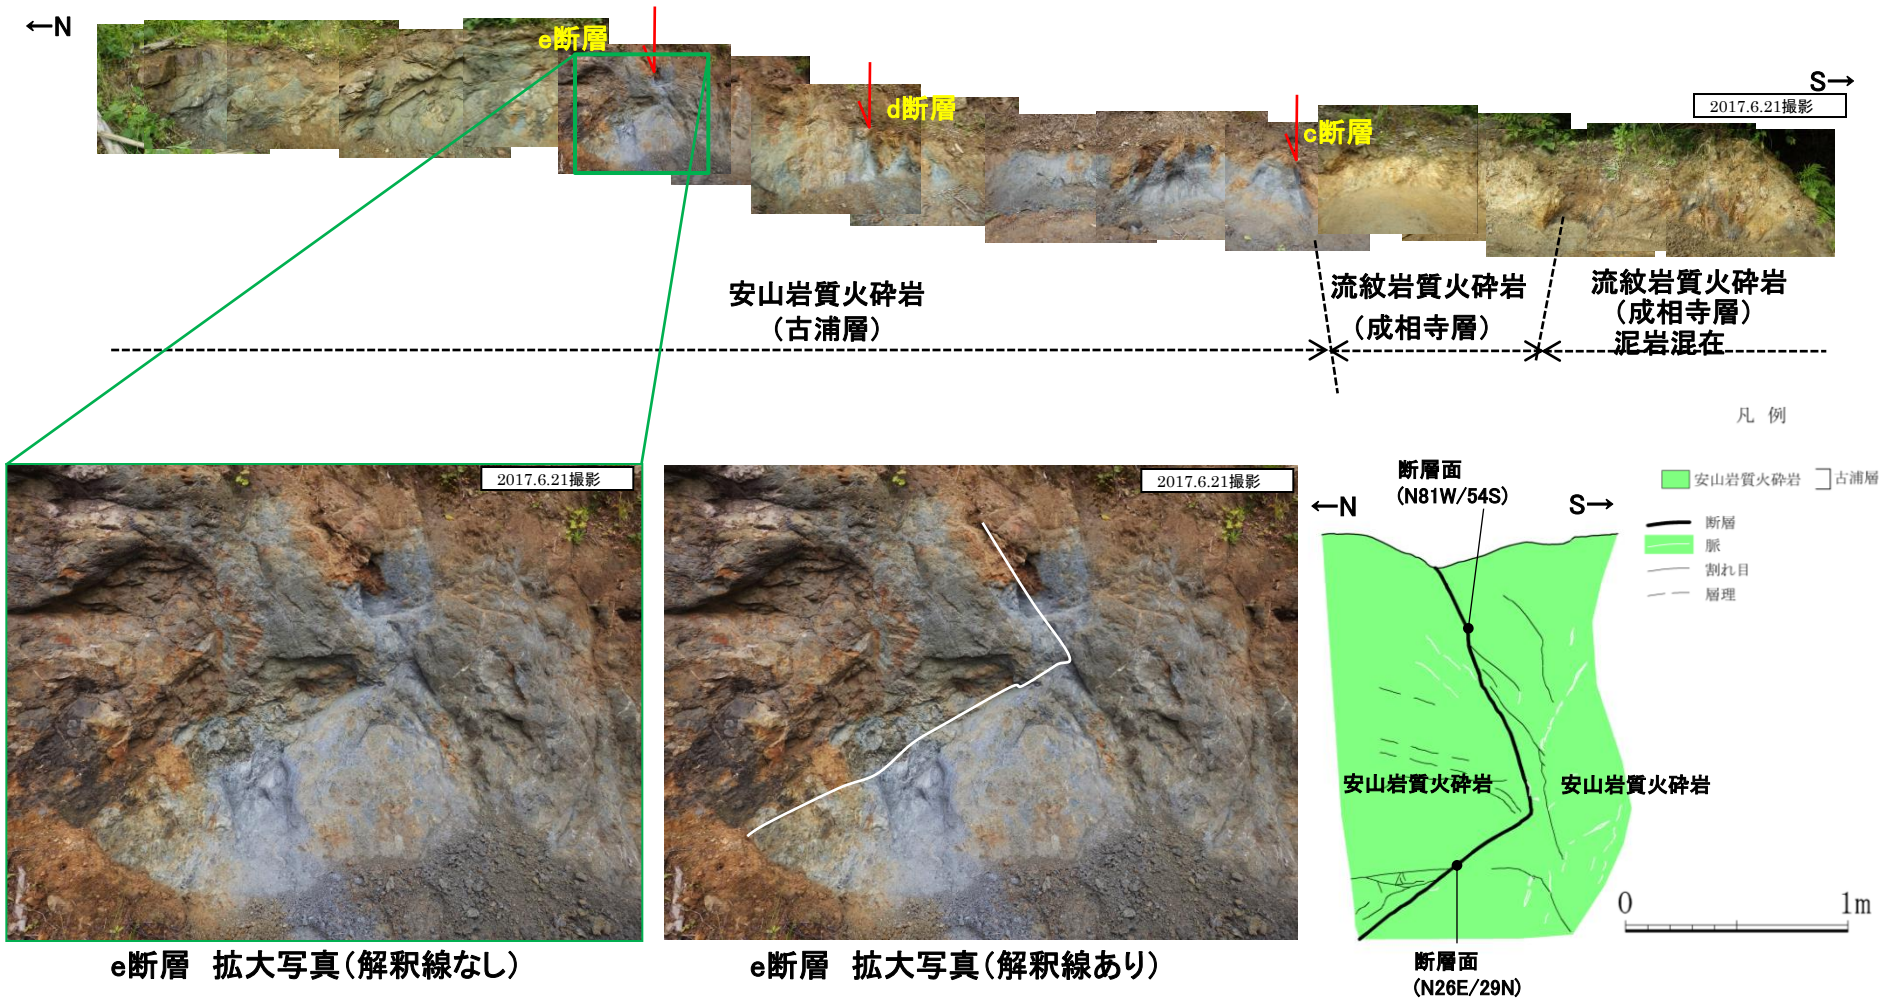 ←N
e断層
d断層
c断層
S→
2017.6.21撮影
安山岩質火砕岩
(古浦層)
流紋岩質火砕岩
(成相寺層)
流紋岩質火砕岩
(成相寺層)
泥岩混在
2017.6.21撮影
e断層 拡大写真(解釈線なし)
2017.6.21撮影
e断層 拡大写真(解釈線あり)
凡 例
安山岩質火砕岩
古浦層
断層
脈
割れ目
層理
断層面
(N81W/54S)
←N
S→
安山岩質火砕岩
安山岩質火砕岩
断層面
(N26E/29N)
0
1m